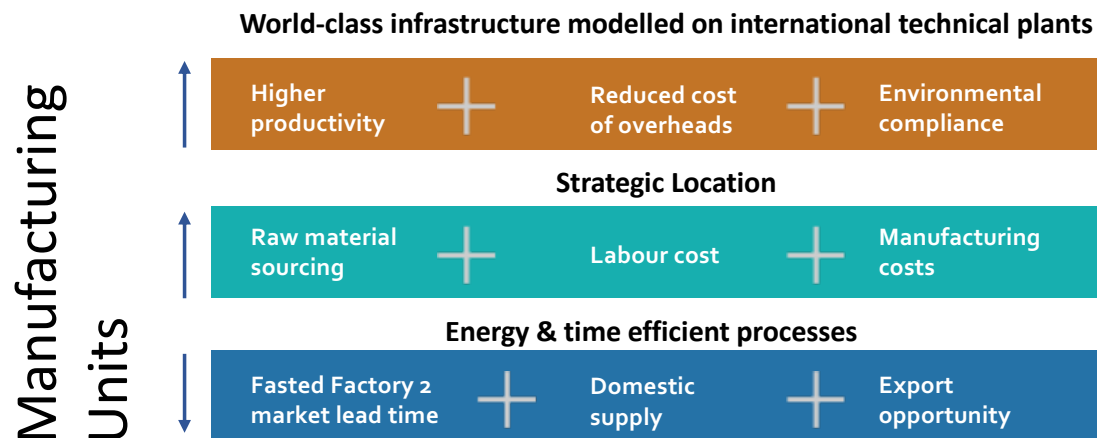 World-class infrastructure modelled on international technical plants
Manufacturing
Units
Higher
productivity
Reduced cost
of overheads
Environmental
compliance
Strategic Location
Raw material
sourcing
Labour cost
Manufacturing
costs
Energy & time efficient processes
Fasted Factory 2
market lead time
Domestic
supply
Export
opportunity